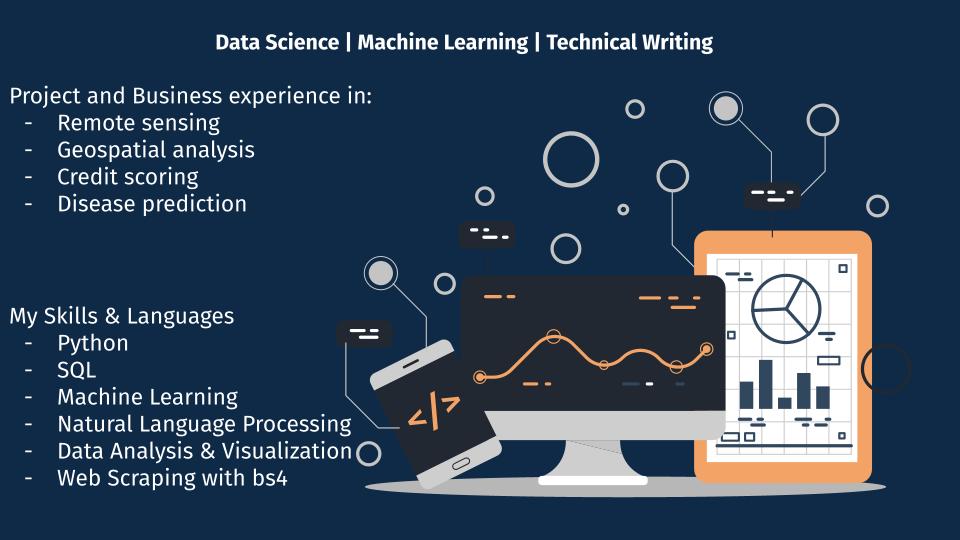 Data Science | Machine Learning | Technical Writing
Project and Business experience in:
- Remote sensing
- Geospatial analysis
- Credit scoring
- Disease prediction
My Skills & Languages
- Python
- SQL
- Machine Learning
- Natural Language Processing
- Data Analysis & Visualization
- Web Scraping with bs4
</>